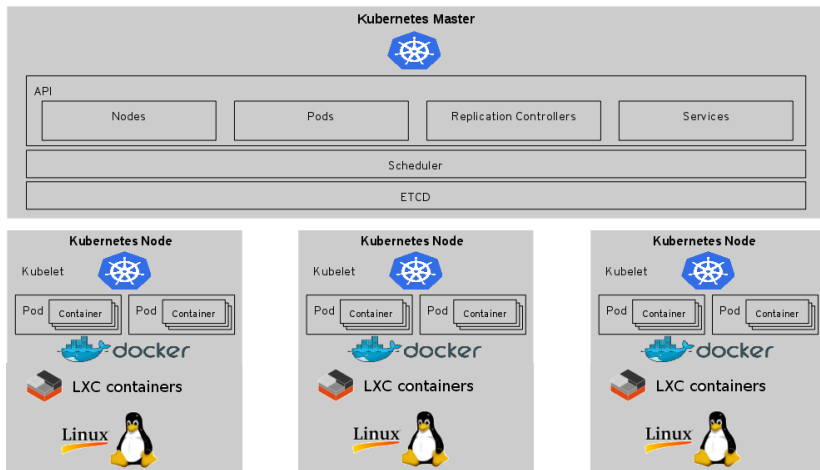 Kubernetes Master
API
Nodes
Pods
Replication Controllers
Services
Scheduler
ETCD
Kubernetes Node
Kubelet
Pod
Container
Pod
Container
docker
LXC containers
Linux
Kubernetes Node
Kubelet
Pod
Container
Pod
Container
docker
LXC containers
Linux
Kubernetes Node
Kubelet
Pod
Container
Pod
Container
docker
LXC containers
Linux